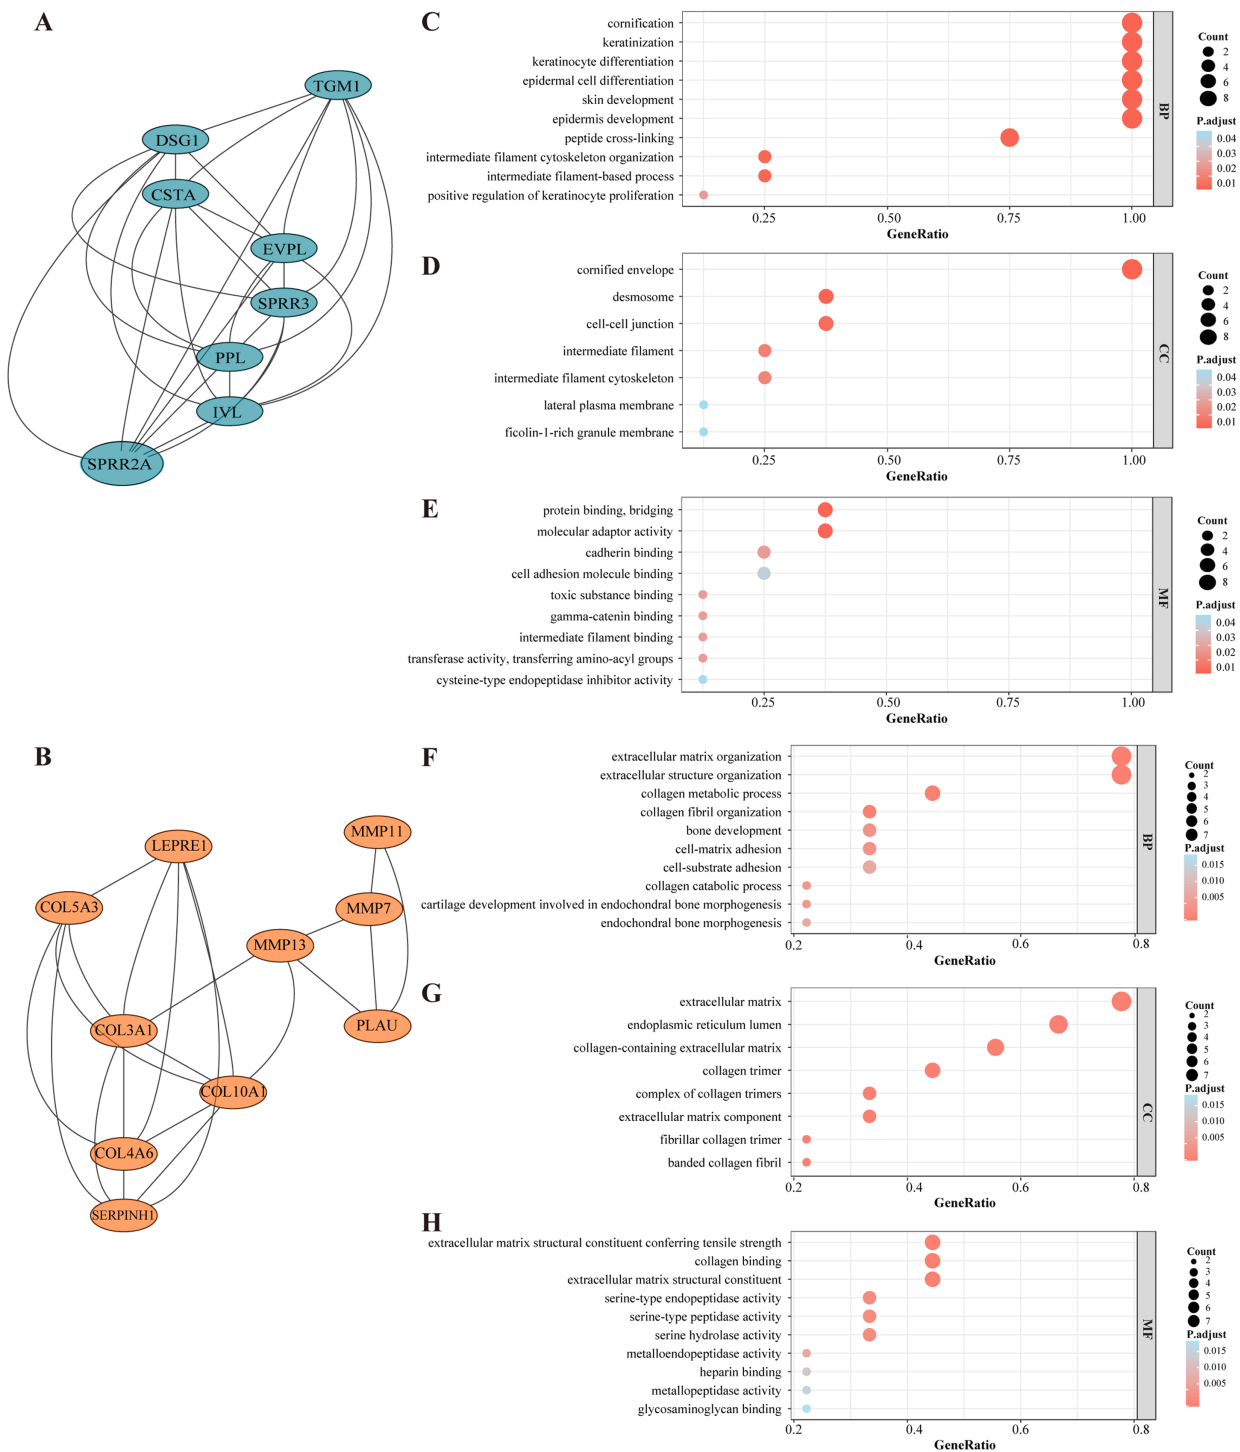 A
TGM1
DSG1
CSTA
EVPL
SPRR3
PPL
IVL
SPRR2A
C
cornification
keratinization
keratinocyte differentiation
epidermal cell differentiation
skin development
epidermis development
peptide cross-linking
intermediate filament cytoskeleton organization
intermediate filament-based process
positive regulation of keratinocyte proliferation
0.25 0.50 0.75 1.00
GeneRatio
BP
Count
2
4
6
8
P.adjust
0.04
0.03
0.02
0.01
D
cornified envelope
desmosome
cell-cell junction
intermediate filament
intermediate filament cytoskeleton
lateral plasma membrane
ficolin-1-rich granule membrane
0.25 0.50 0.75 1.00
GeneRatio
CC
Count
2
4
6
8
P.adjust
0.04
0.03
0.02
0.01
E
protein binding, bridging
molecular adaptor activity
cadherin binding
cell adhesion molecule binding
toxic substance binding
gamma-catenin binding
intermediate filament binding
transferase activity, transferring amino-acyl groups
cysteine-type endopeptidase inhibitor activity
0.25 0.50 0.75 1.00
GeneRatio
MF
Count
2
4
6
8
P.adjust
0.04
0.03
0.02
0.01
B
MMP11
LEPRE1
COL5A3
MMP7
MMP13
COL3A1
PLAU
COL10A1
COL4A6
SERPINH1
F
extracellular matrix organization
extracellular structure organization
collagen metabolic process
collagen fibril organization
bone development
cell-matrix adhesion
cell-substrate adhesion
collagen catabolic process
cartilage development involved in endochondral bone morphogenesis
endochondral bone morphogenesis
0.2 0.4 0.6 0.8
GeneRatio
BP
Count
2
3
4
5
6
7
P.adjust
0.015
0.010
0.005
G
extracellular matrix
endoplasmic reticulum lumen
collagen-containing extracellular matrix
collagen trimer
complex of collagen trimers
extracellular matrix component
fibrillar collagen trimer
banded collagen fibril
0.2 0.4 0.6 0.8
GeneRatio
CC
Count
2
3
4
5
6
7
P.adjust
0.015
0.010
0.005
H
extracellular matrix structural constituent conferring tensile strength
collagen binding
extracellular matrix structural constituent
serine-type endopeptidase activity
serine-type peptidase activity
serine hydrolase activity
metalloendopeptidase activity
heparin binding
metallopeptidase activity
glycosaminoglycan binding
0.2 0.4 0.6 0.8
GeneRatio
MF
Count
2
3
4
5
6
7
P.adjust
0.015
0.010
0.005